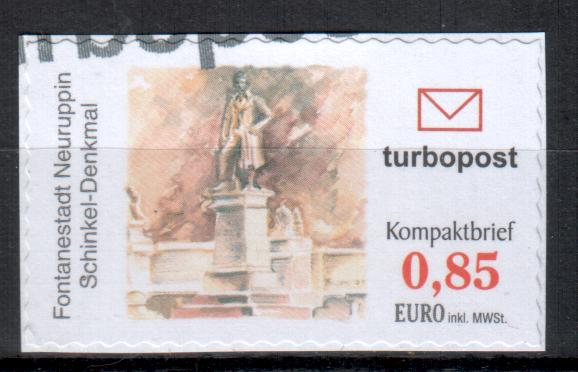 Fontanestadt Neuruppin
Schinkel-Denkmal
turbopost
Kompaktbrief
0,85
EURO inkl. MWSt.